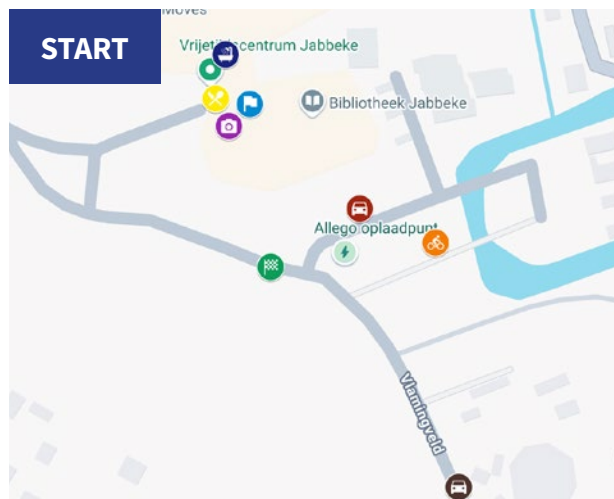 Moves
START
Vrijetijdscentrum Jabbeke
Bibliotheek Jabbeke
Allego oplaadpunt
Vlamingveld